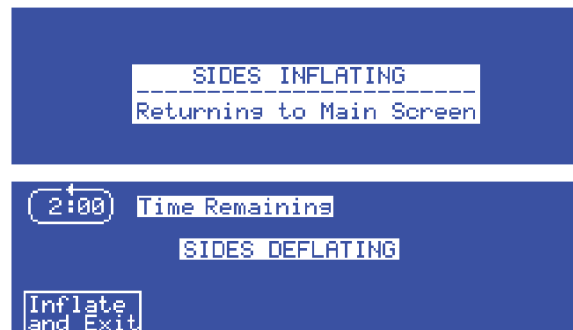 SIDES INFLATING
Returning to Main Screen
2:00 Time Remaining
SIDES DEFLATING
Inflate
and Exit